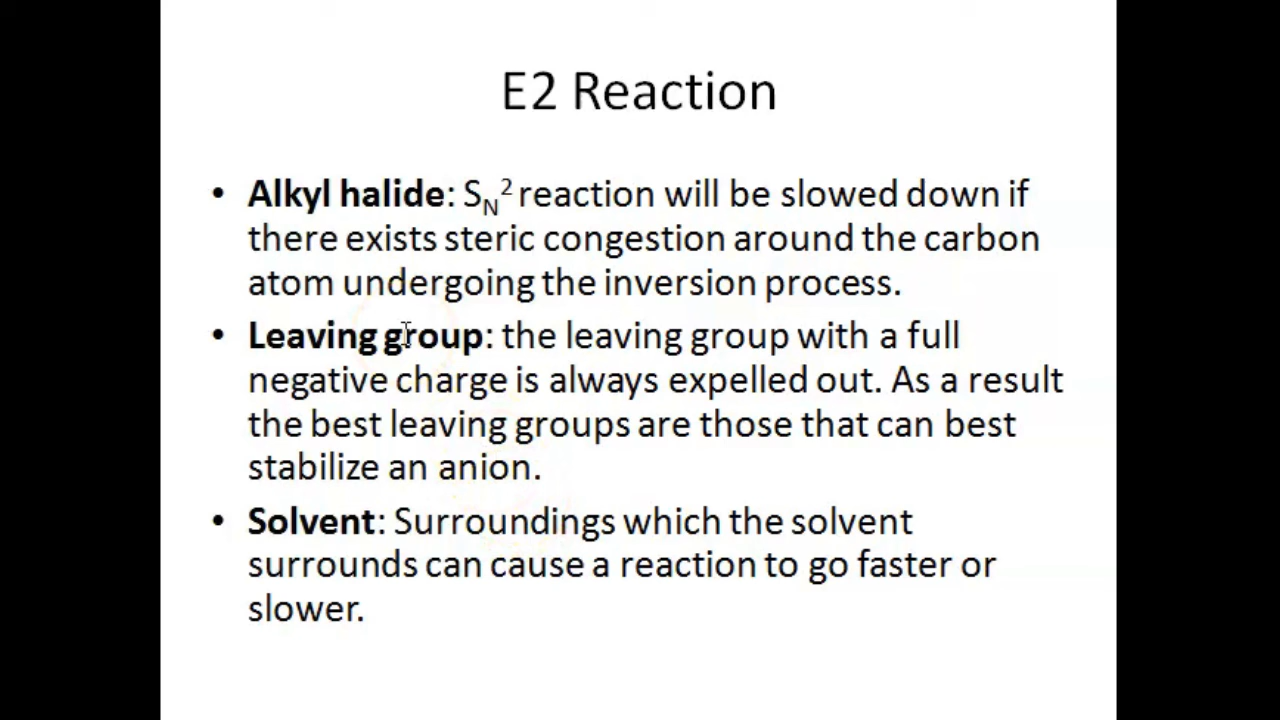 E2 Reaction
• Alkyl halide: SN2 reaction will be slowed down if
there exists steric congestion around the carbon
atom undergoing the inversion process.
• Leaving group: the leaving group with a full
negative charge is always expelled out. As a result
the best leaving groups are those that can best
stabilize an anion.
• Solvent: Surroundings which the solvent
surrounds can cause a reaction to go faster or
slower.